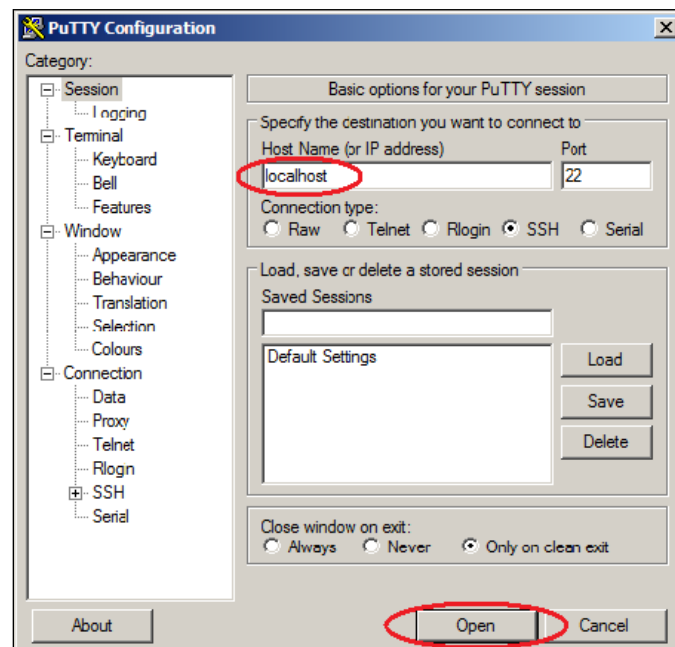 PuTTY Configuration
Category:
Session
Logging
Terminal
Keyboard
Bell
Features
Window
Appearance
Behaviour
Translation
Selection
Colours
Connection
Data
Proxy
Telnet
Rlogin
SSH
Serial
Basic options for your PuTTY session
Specify the destination you want to connect to
Host Name (or IP address) Port
localhost 22
Connection type:
Raw Telnet Rlogin SSH Serial
Load, save or delete a stored session
Saved Sessions
Default Settings
Load
Save
Delete
Close window on exit:
Always Never Only on clean exit
About Open Cancel